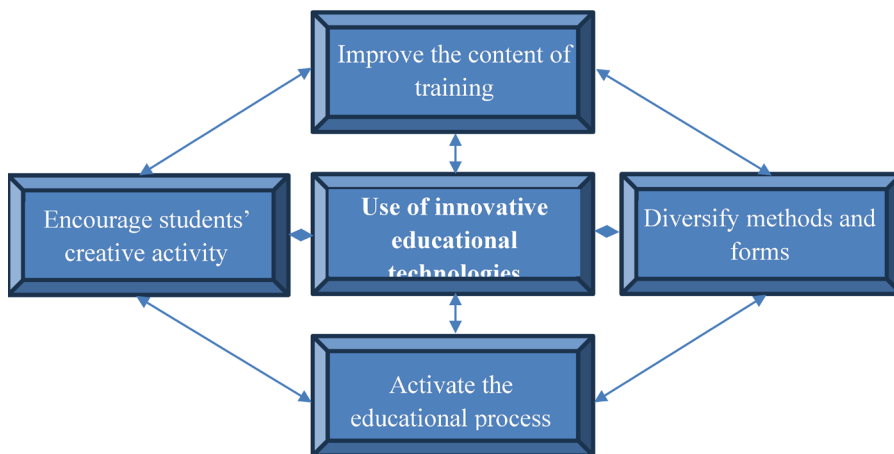 Improve the content of
training
Encourage students’
creative activity
Use of innovative
educational
technologies
Diversify methods and
forms
Activate the
educational process